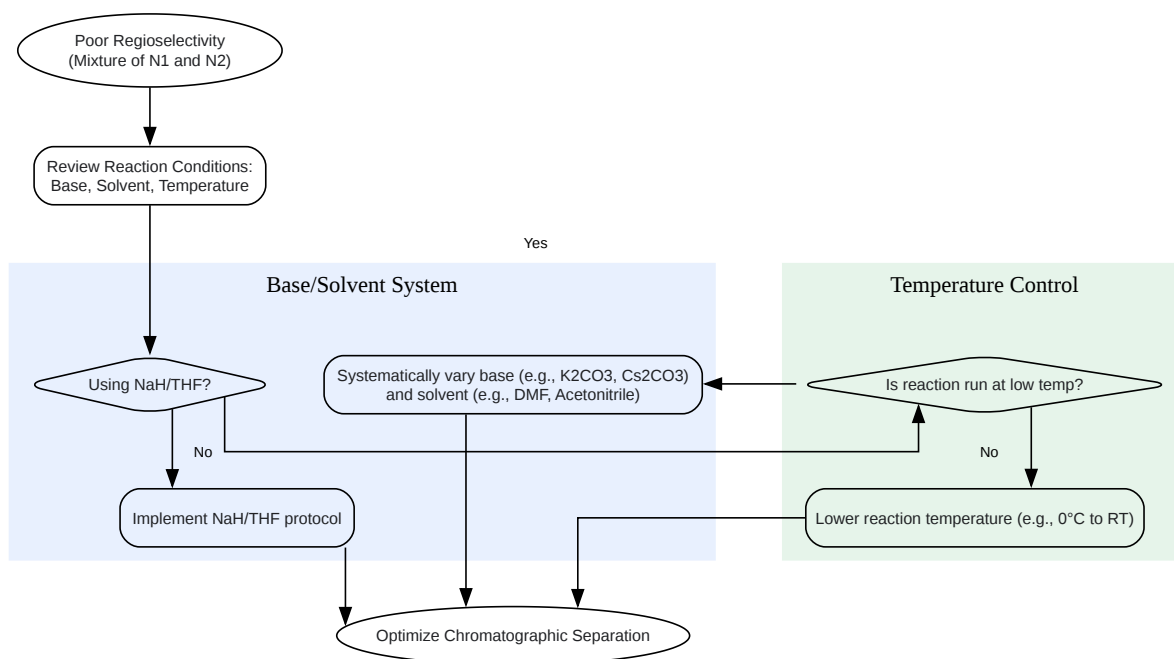 Poor Regioselectivity
(Mixture of N1 and N2)
Review Reaction Conditions:
Base, Solvent, Temperature
Yes
Base/Solvent System
Temperature Control
Using NaH/THF?
Systematically vary base (e.g., K2CO3, Cs2CO3)
and solvent (e.g., DMF, Acetonitrile)
Is reaction run at low temp?
No
No
Implement NaH/THF protocol
Lower reaction temperature (e.g., 0°C to RT)
Optimize Chromatographic Separation